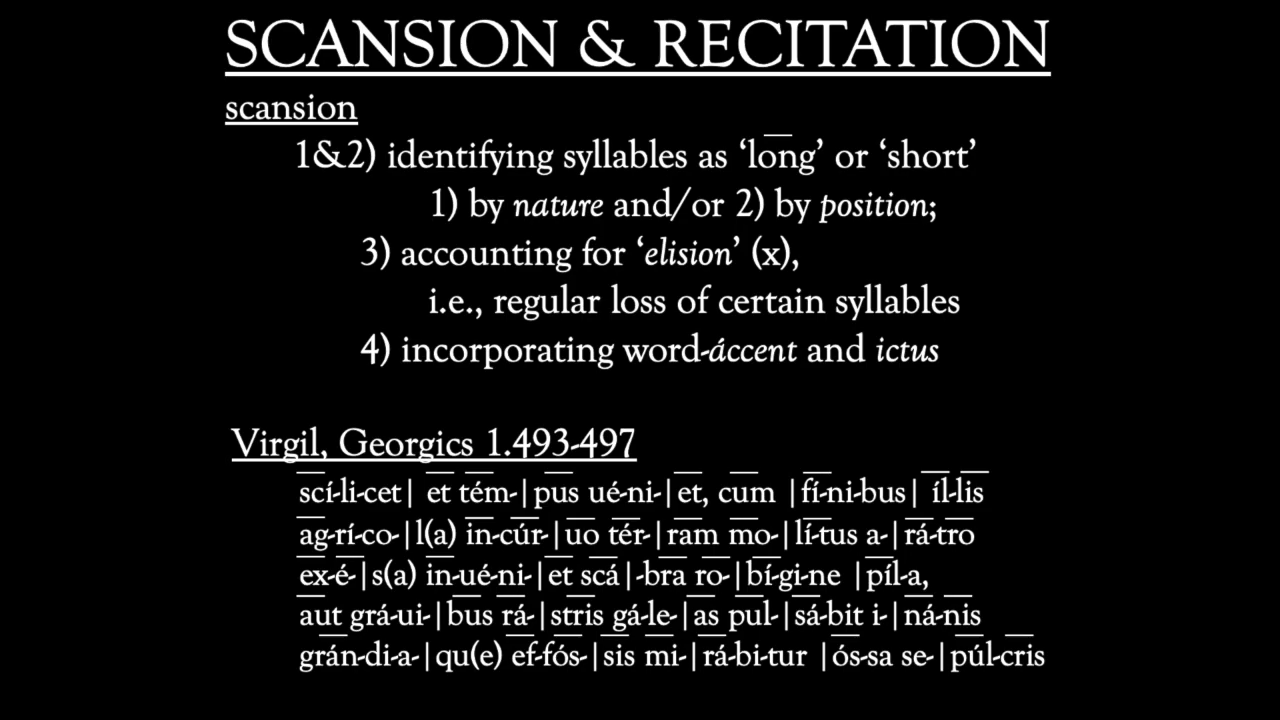 SCANSION & RECITATION
scansion
1&2) identifying syllables as ‘lon̅g’ or ‘short’
1) by nature and/or 2) by position;
3) accounting for ‘elision’ (x),
i.e., regular loss of certain syllables
4) incorporating word-áccent and ictus
Virgil, Georgics 1.493-497
scí-li-cet| et tém-|pus ué-ni-|et, cum |fí-ni-bus| íl-lis
ag-rí-co-|l(a) in-cúr-|uo tér-|ram mo-|lí-tus a-|rá-tro
ex-é-|s(a) in-ué-ni-|et scá|-bra ro-|bí-gi-ne |píl-a,
aut grá-ui-|bus rá-|stris gá-le-|as pul-|sá-bit i-|ná-nis
grán-di-a-|qu(e) ef-fós-|sis mi-|rá-bi-tur |ós-sa se-|púl-cris